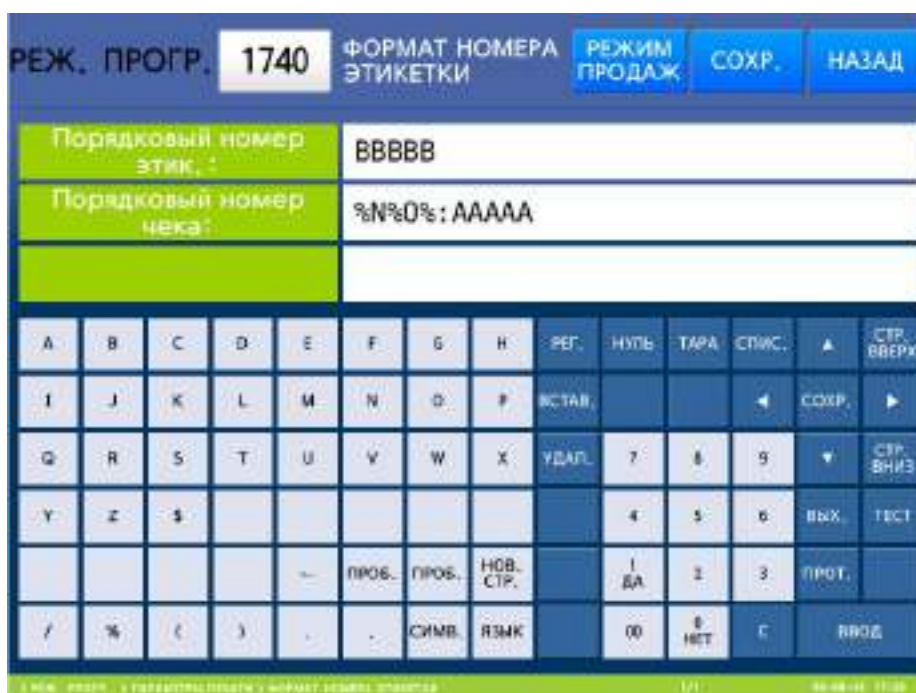 РЕЖ. ПРОГР. 1740 ФОРМАТ НОМЕРА ЭТИКЕТКИ РЕЖИМ ПРОДАЖ СОХР. НАЗАД
Порядковый номер этик.: BBBBB
Порядковый номер чека: %N%O%:AAAAA
A B C D E F G H РЕГ. НУЛЬ ТАРА СПИС. ▲ СТР. ВВЕРХ
I J K L M N O P ВСТАВ. ◀ СОХР. ▶
Q R S T U V W X УДАЛ. 7 8 9 ▼ СТР. ВНИЗ
Y Z $ 4 5 6 ВЫХ. ТЕСТ
ПРОБ. ПРОБ. НОВ. СТР. 1 ДА 2 3 ПРОТ.
/ % ( ) . СИМВ. ЯЗЫК 00 0 НЕТ C ВВОД
1/1